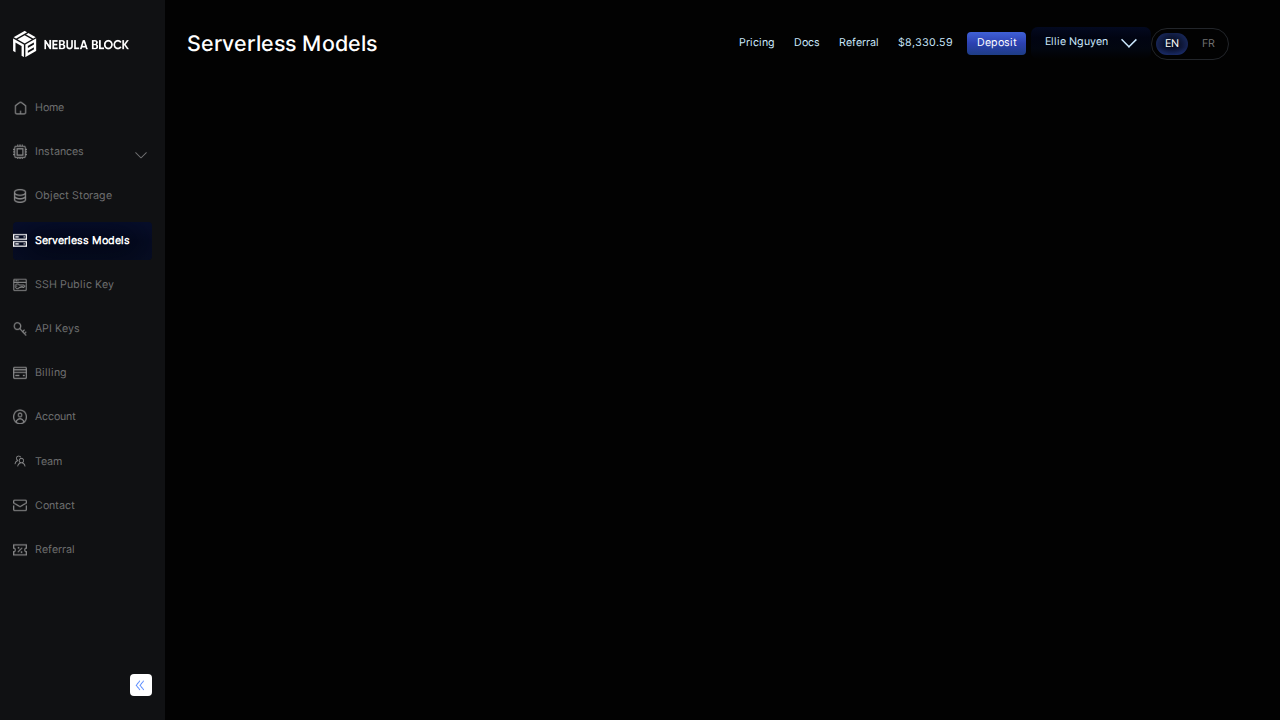 NEBULA BLOCK
Serverless Models
Pricing
Docs
Referral
$8,330.59
Deposit
Ellie Nguyen
EN
FR
Home
Instances
Object Storage
Serverless Models
SSH Public Key
API Keys
Billing
Account
Team
Contact
Referral